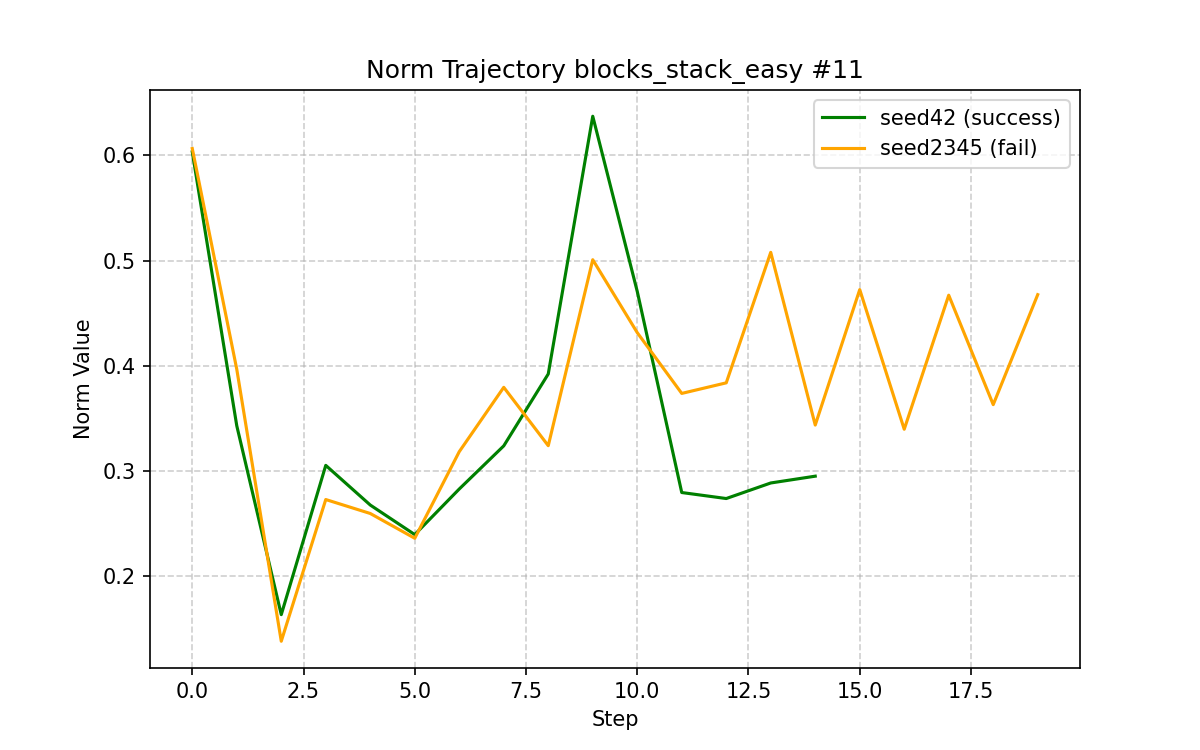 Norm Trajectory blocks_stack_easy #11
seed42 (success)
seed2345 (fail)
Norm Value
0.6
0.5
0.4
0.3
0.2
0.0 2.5 5.0 7.5 10.0 12.5 15.0 17.5
Step